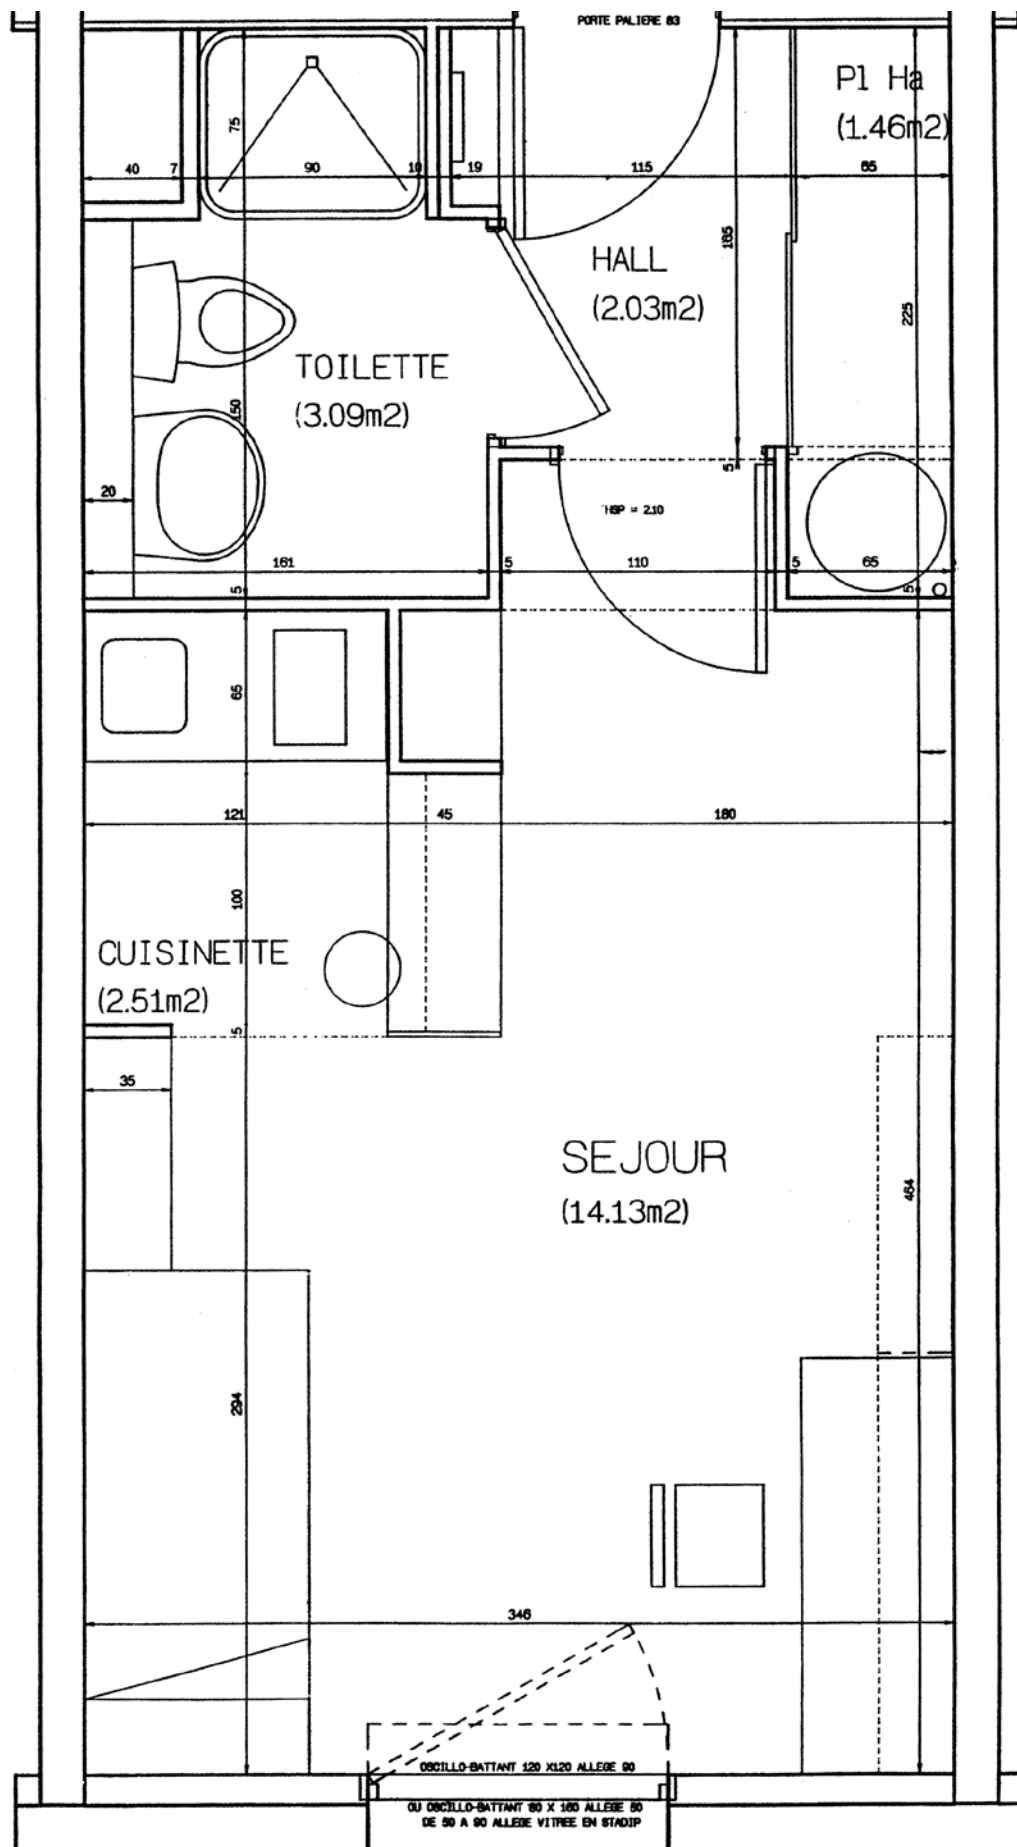 PORTE PALIERE 83
Pl Ha
(1.46m2)
75
40
7
90
10
19
115
65
HALL
(2.03m2)
165
225
TOILETTE
(3.09m2)
150
20
5
HSP = 2.10
161
5
110
5
65
5
5
65
121
45
180
100
CUISINETTE
(2.51m2)
5
35
SEJOUR
(14.13m2)
464
294
346
OSCILLO-BATTANT 120 X120 ALLEGE 90
OU OSCILLO-BATTANT 80 X 160 ALLEGE 50
DE 50 A 90 ALLEGE VITREE EN STADIP